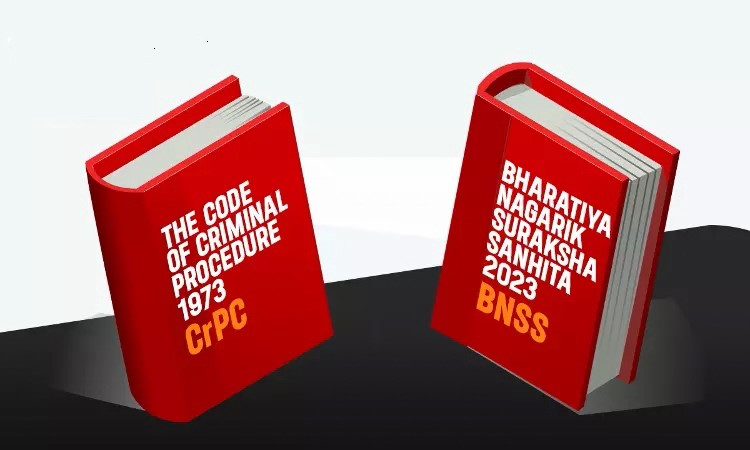 THE CODE
OF CRIMINAL
PROCEDURE
1973
CrPC
BHARATIYA
NAGARIK
SURAKSHA
SANHITA
2023
BNSS